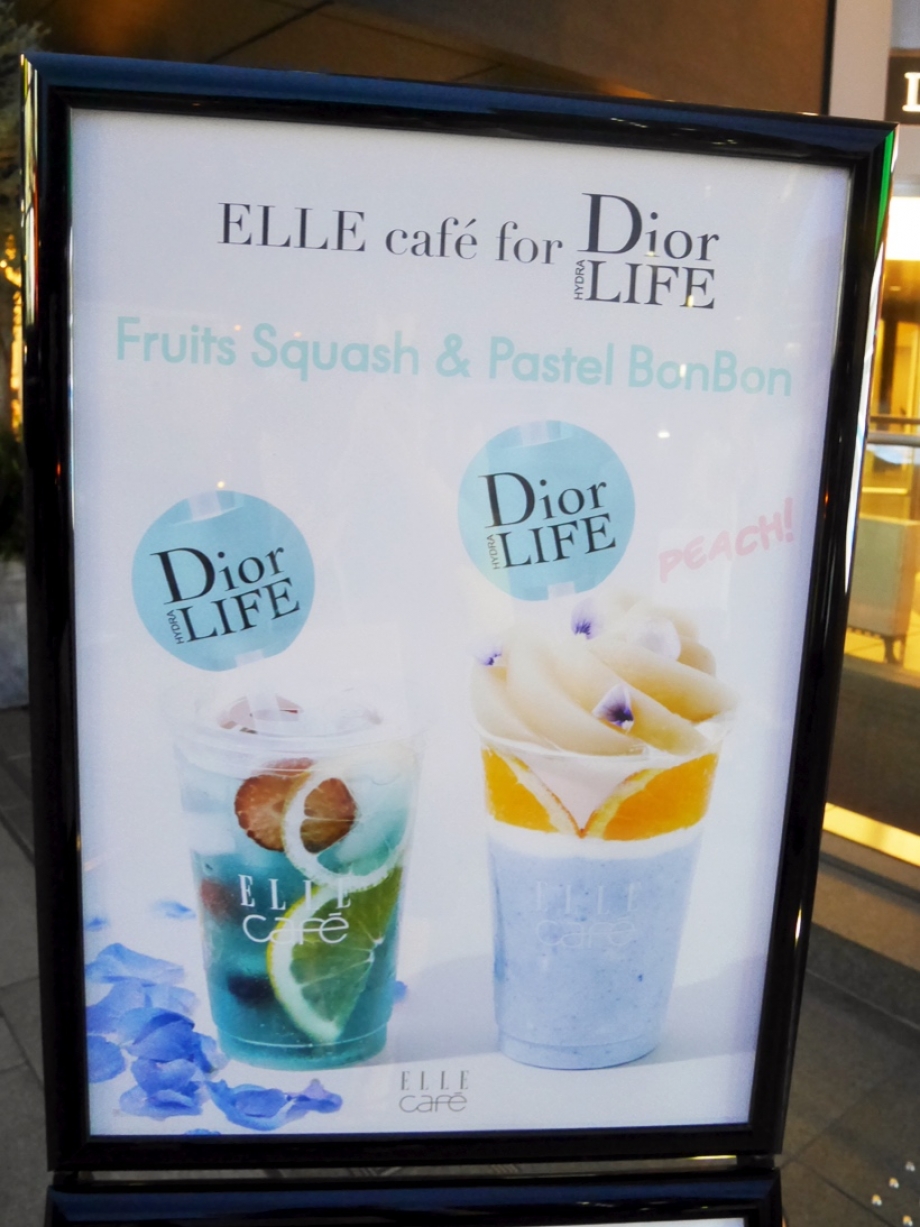 ELLE café for Dior
HYDRA LIFE
Fruits Squash & Pastel BonBon
Dior
HYDRA LIFE
PEACH!
Dior
HYDRA LIFE
ELLE
café
ELLE
café
ELLE
café